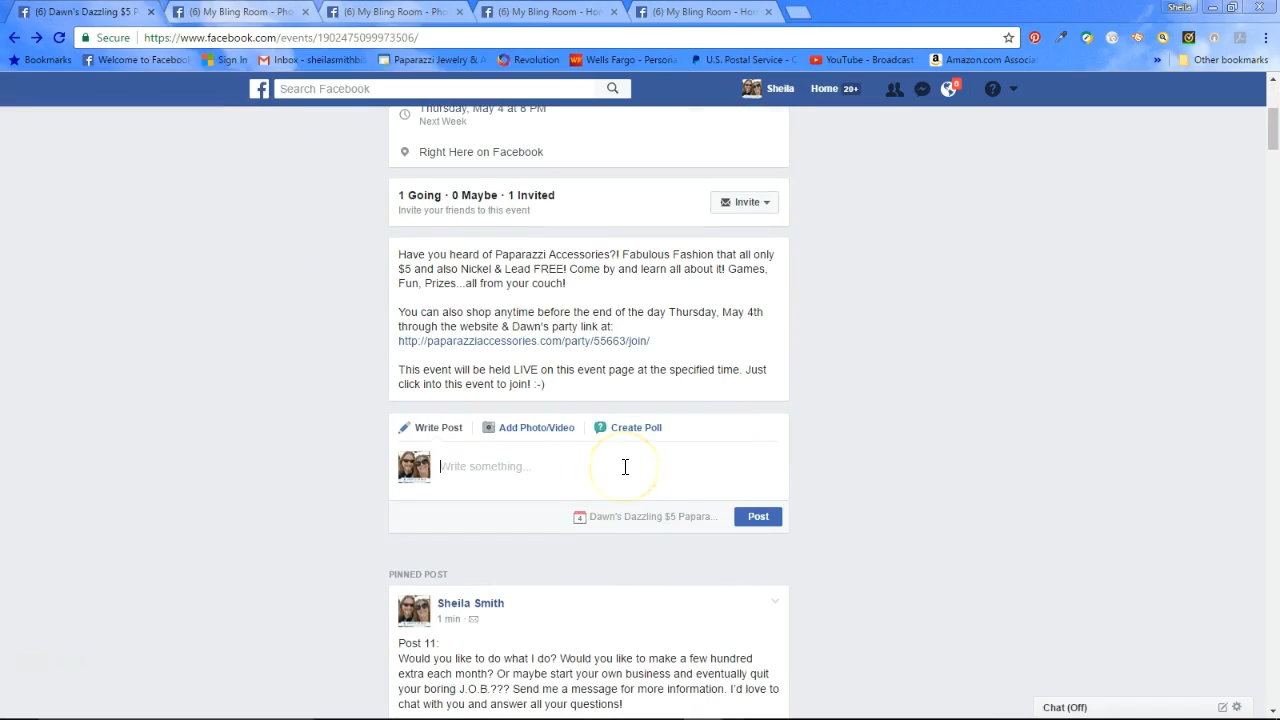 (6) Dawn's Dazzling $5 P
(6) My Bling Room - Pho
(6) My Bling Room - Pho
(6) My Bling Room - Ho
(6) My Bling Room - Ho
Sheila
Secure
https://www.facebook.com/events/1902475099973506/
Bookmarks
Welcome to Facebook
Sign In
Inbox - sheilasmithb
Paparazzi Jewelry & A
Revolution
Wells Fargo - Persona
U.S. Postal Service - C
YouTube - Broadcast
Amazon.com Associa
Other bookmarks
Search Facebook
Sheila
Home 20+
6
Thursday, May 4 at 8 PM
Next Week
Right Here on Facebook
1 Going · 0 Maybe · 1 Invited
Invite your friends to this event
Invite
Have you heard of Paparazzi Accessories?! Fabulous Fashion that all only
$5 and also Nickel & Lead FREE! Come by and learn all about it! Games,
Fun, Prizes...all from your couch!
You can also shop anytime before the end of the day Thursday, May 4th
through the website & Dawn's party link at:
http://paparazziaccessories.com/party/55663/join/
This event will be held LIVE on this event page at the specified time. Just
click into this event to join! :-)
Write Post
Add Photo/Video
Create Poll
Write something...
4
Dawn's Dazzling $5 Papara...
Post
PINNED POST
Sheila Smith
1 min ·
Post 11:
Would you like to do what I do? Would you like to make a few hundred
extra each month? Or maybe start your own business and eventually quit
your boring J.O.B.??? Send me a message for more information. I'd love to
chat with you and answer all your questions!
Chat (Off)